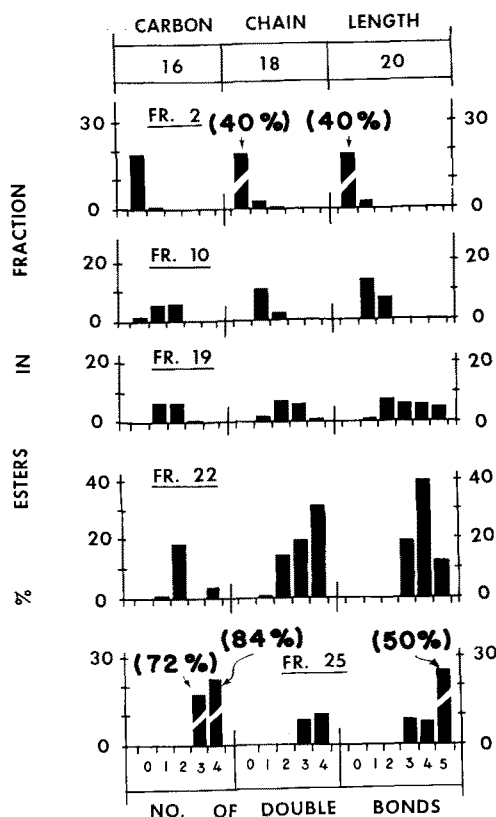 CARBON CHAIN LENGTH
16 18 20
FR. 2 (40%) (40%)
30 30
0 0
FR. 10
20 20
0 0
FR. 19
20 20
0 0
FR. 22
40 40
20 20
0 0
FR. 25
(72%) (84%) (50%)
30 30
0 0
0 1 2 3 4 0 1 2 3 4 0 1 2 3 4 5
NO. OF DOUBLE BONDS
% ESTERS IN FRACTION